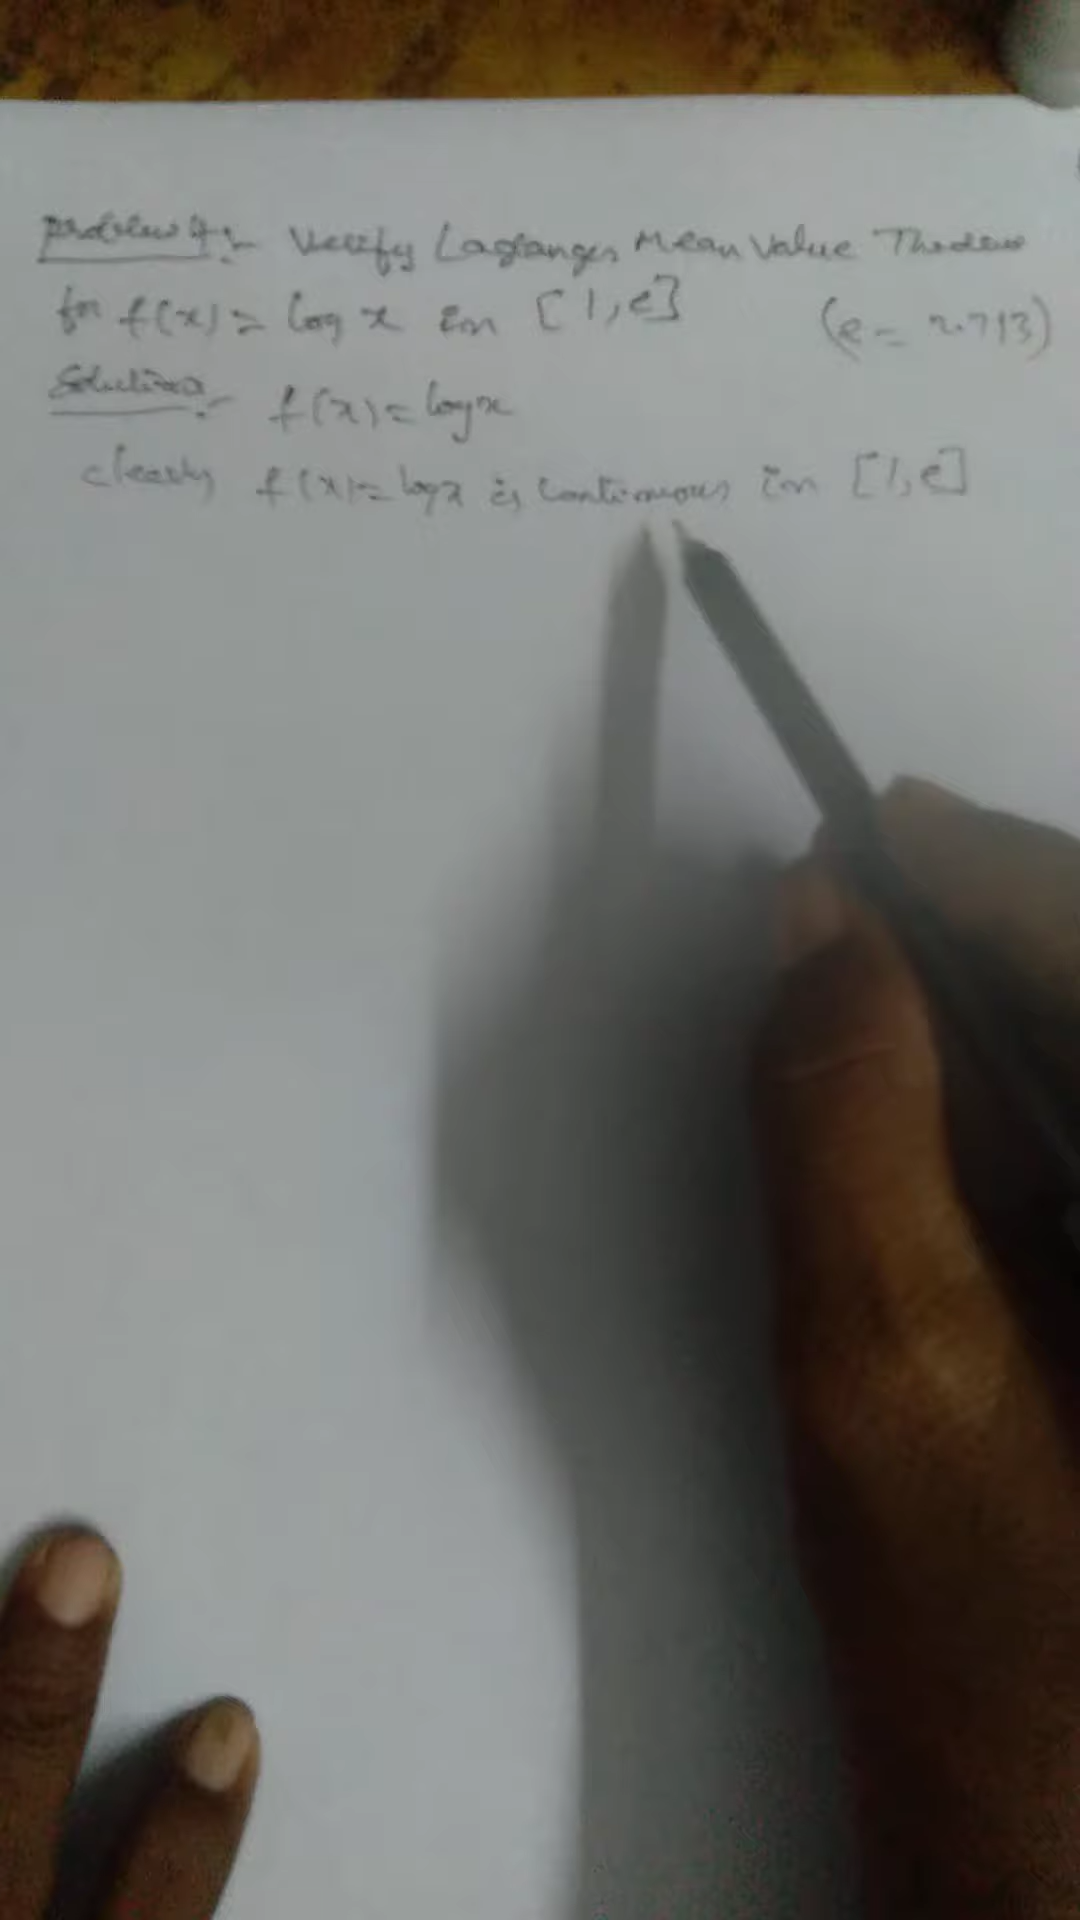 Problem 4:- Verify Lagranges Mean Value Theorem
for f(x) = log x in [1, e] (e = 2.713)
Solution:- f(x) = log x
clearly f(x) = log x is continuous in [1, e]